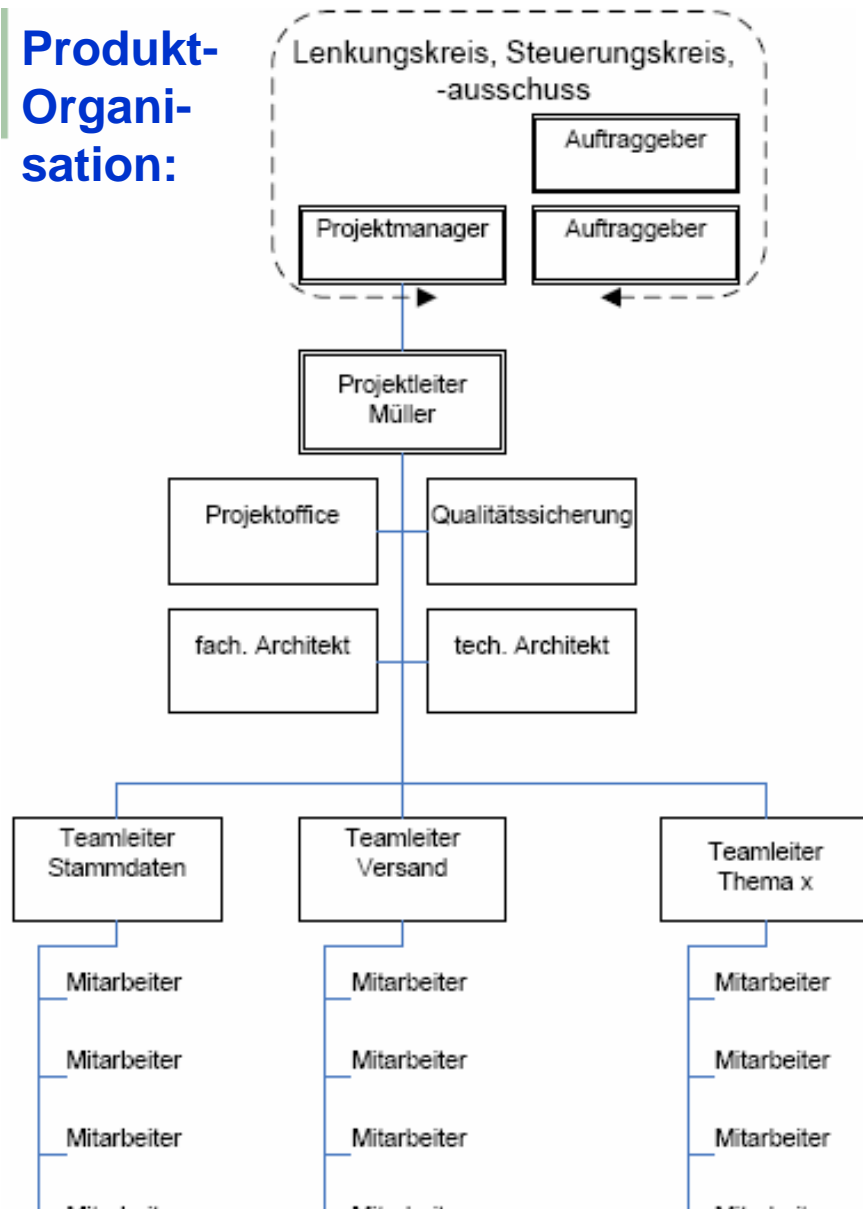 Produkt-
Organi-
sation:
Lenkungskreis, Steuerungskreis,
-ausschuss
Auftraggeber
Projektmanager
Auftraggeber
Projektleiter
Müller
Projektoffice
Qualitätssicherung
fach. Architekt
tech. Architekt
Teamleiter
Stammdaten
Teamleiter
Versand
Teamleiter
Thema x
Mitarbeiter
Mitarbeiter
Mitarbeiter
Mitarbeiter
Mitarbeiter
Mitarbeiter
Mitarbeiter
Mitarbeiter
Mitarbeiter